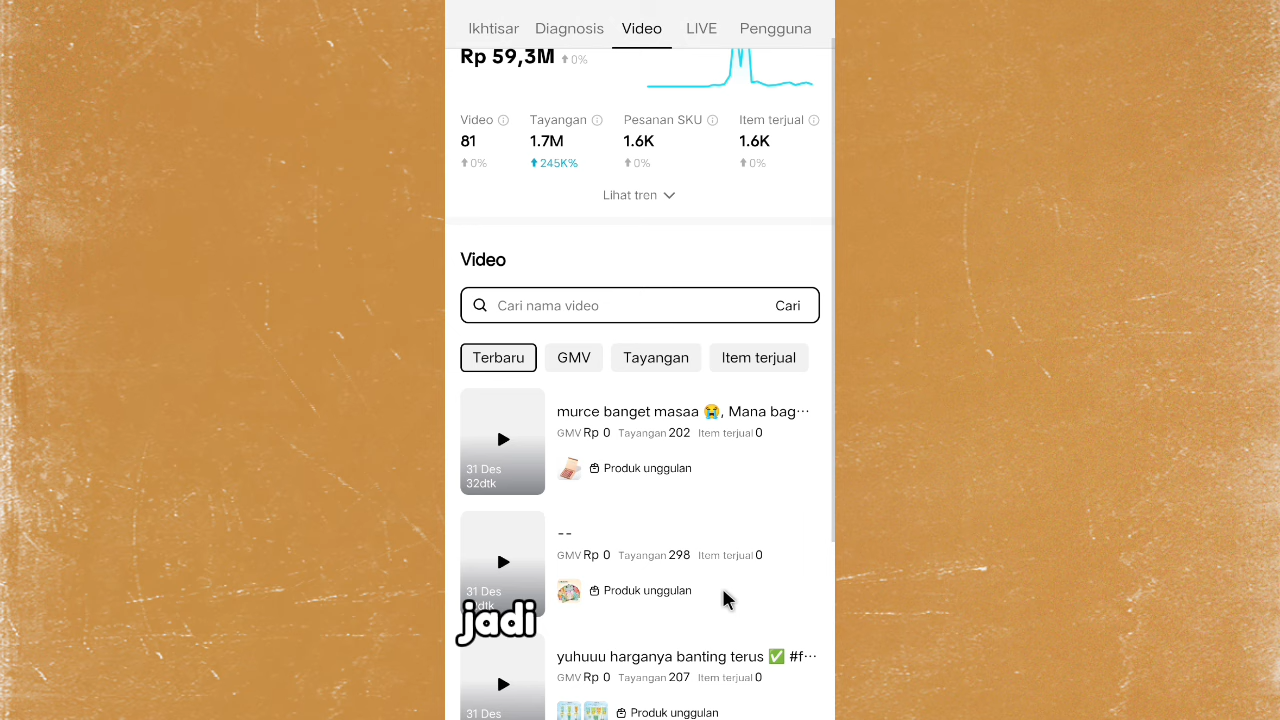 Ikhtisar Diagnosis Video LIVE Pengguna
Rp 59,3M 0%
Video Tayangan Pesanan SKU Item terjual
81 1.7M 1.6K 1.6K
0% 245K% 0% 0%
Lihat tren
Video
Cari nama video Cari
Terbaru GMV Tayangan Item terjual
murce banget masaa 😭, Mana bag···
GMV Rp 0 Tayangan 202 Item terjual 0
Produk unggulan
31 Des
32dtk
--
GMV Rp 0 Tayangan 298 Item terjual 0
Produk unggulan
31 Des
jadi
yuhuuu harganya banting terus ✅ #f···
GMV Rp 0 Tayangan 207 Item terjual 0
Produk unggulan
31 Des